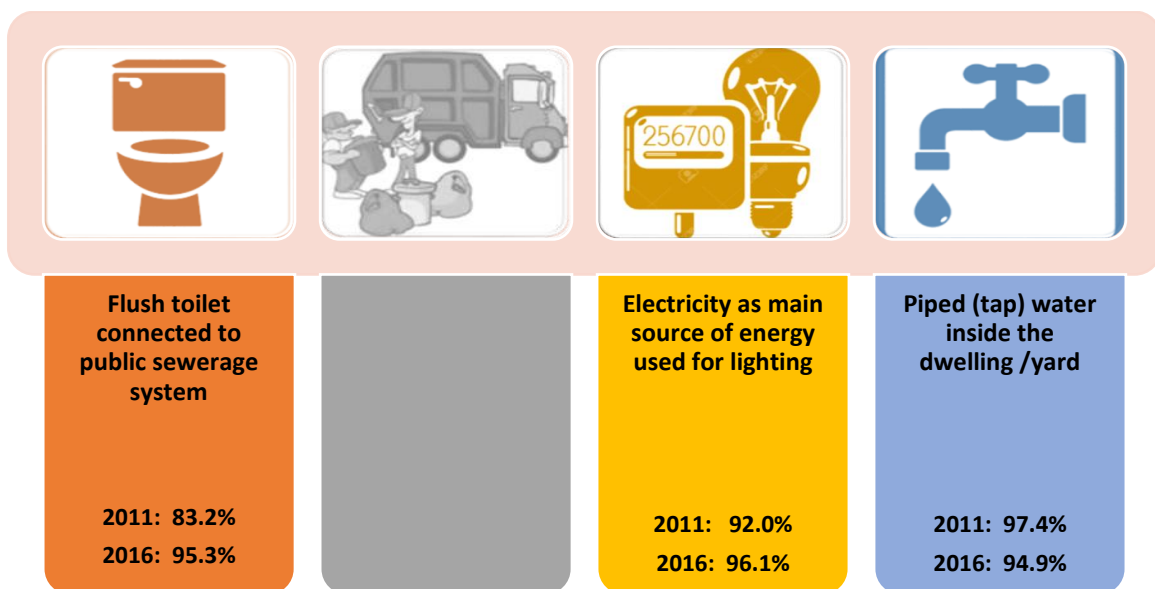 256700
Flush toilet
connected to
public sewerage
system
2011: 83.2%
2016: 95.3%
Electricity as main
source of energy
used for lighting
2011: 92.0%
2016: 96.1%
Piped (tap) water
inside the
dwelling /yard
2011: 97.4%
2016: 94.9%